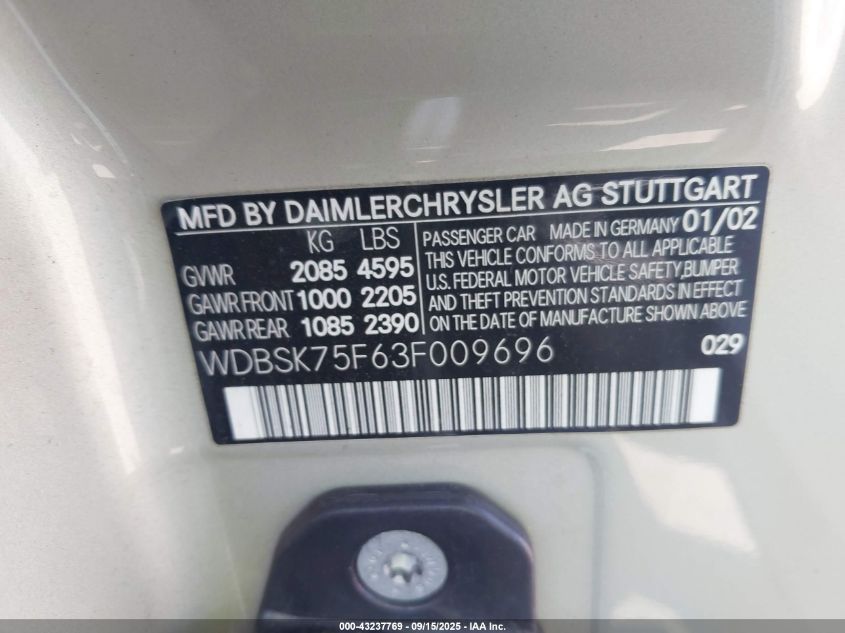 MFD BY DAIMLERCHRYSLER AG STUTTGART
KG LBS
GVWR 2085 4595
GAWR FRONT 1000 2205
GAWR REAR 1085 2390
PASSENGER CAR MADE IN GERMANY 01/02
THIS VEHICLE CONFORMS TO ALL APPLICABLE
U.S. FEDERAL MOTOR VEHICLE SAFETY, BUMPER
AND THEFT PREVENTION STANDARDS IN EFFECT
ON THE DATE OF MANUFACTURE SHOWN ABOVE
WDBSK75F63F009696 029
000-43237769 - 09/15/2025 - IAA Inc.